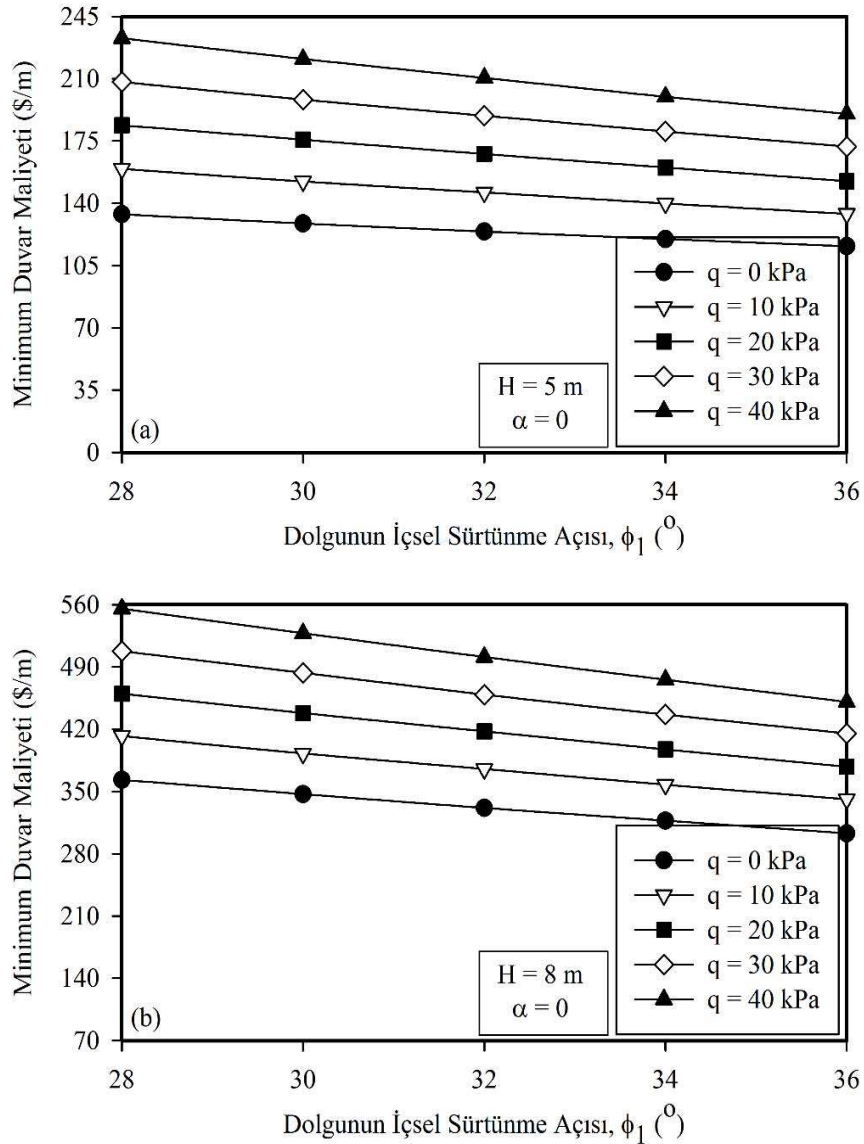 245
210
175
140
105
70
35
0
Minimum Duvar Maliyeti ($/m)
q = 0 kPa
q = 10 kPa
q = 20 kPa
q = 30 kPa
q = 40 kPa
H = 5 m
α = 0
(a)
28 30 32 34 36
Dolgunun İçsel Sürtünme Açısı, ϕ1 (o)
560
490
420
350
280
210
140
70
Minimum Duvar Maliyeti ($/m)
q = 0 kPa
q = 10 kPa
q = 20 kPa
q = 30 kPa
q = 40 kPa
H = 8 m
α = 0
(b)
28 30 32 34 36
Dolgunun İçsel Sürtünme Açısı, ϕ1 (o)